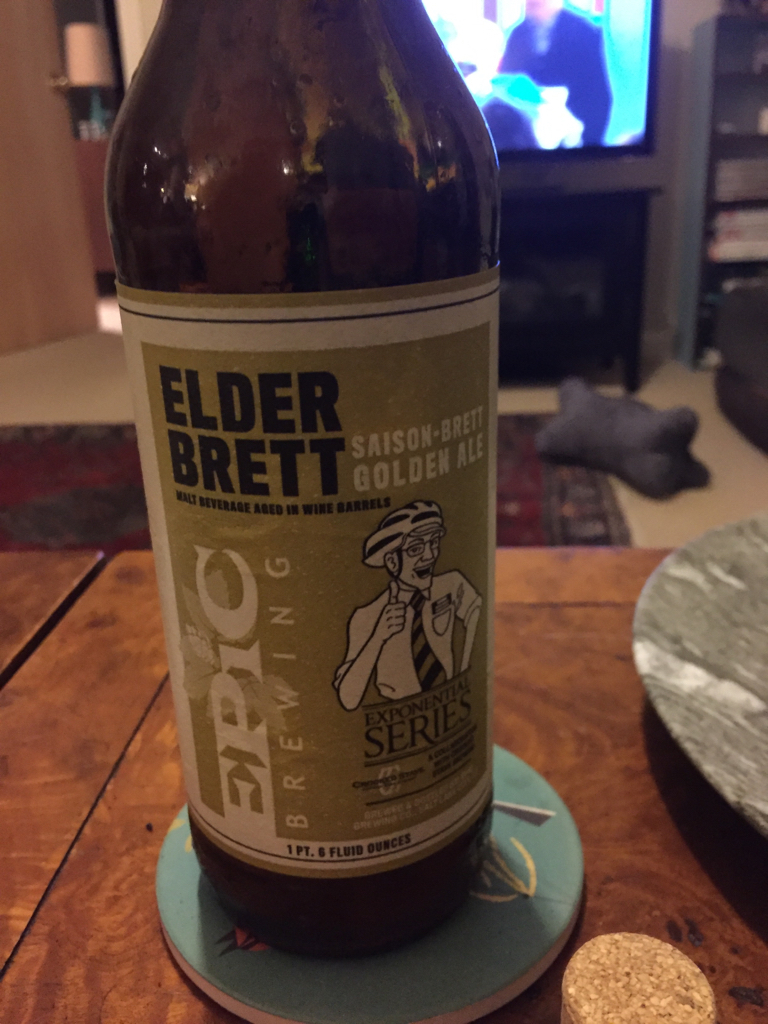 ELDER
BRETT
SAISON-BRETT
GOLDEN ALE
MALT BEVERAGE AGED IN WINE BARRELS
EPIC
BREWING
EXPONENTIAL
SERIES
1 PT. 6 FLUID OUNCES